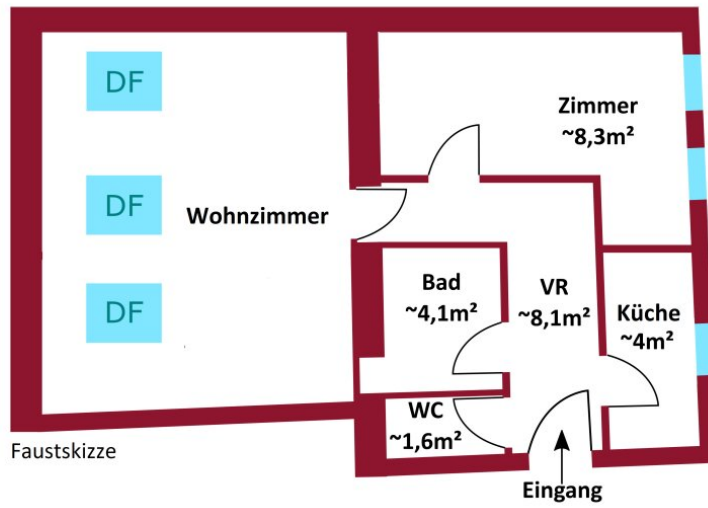 DF
Zimmer
~8,3m²
DF
Wohnzimmer
Bad
~4,1m²
VR
~8,1m²
Küche
~4m²
DF
WC
~1,6m²
Faustskizze
Eingang